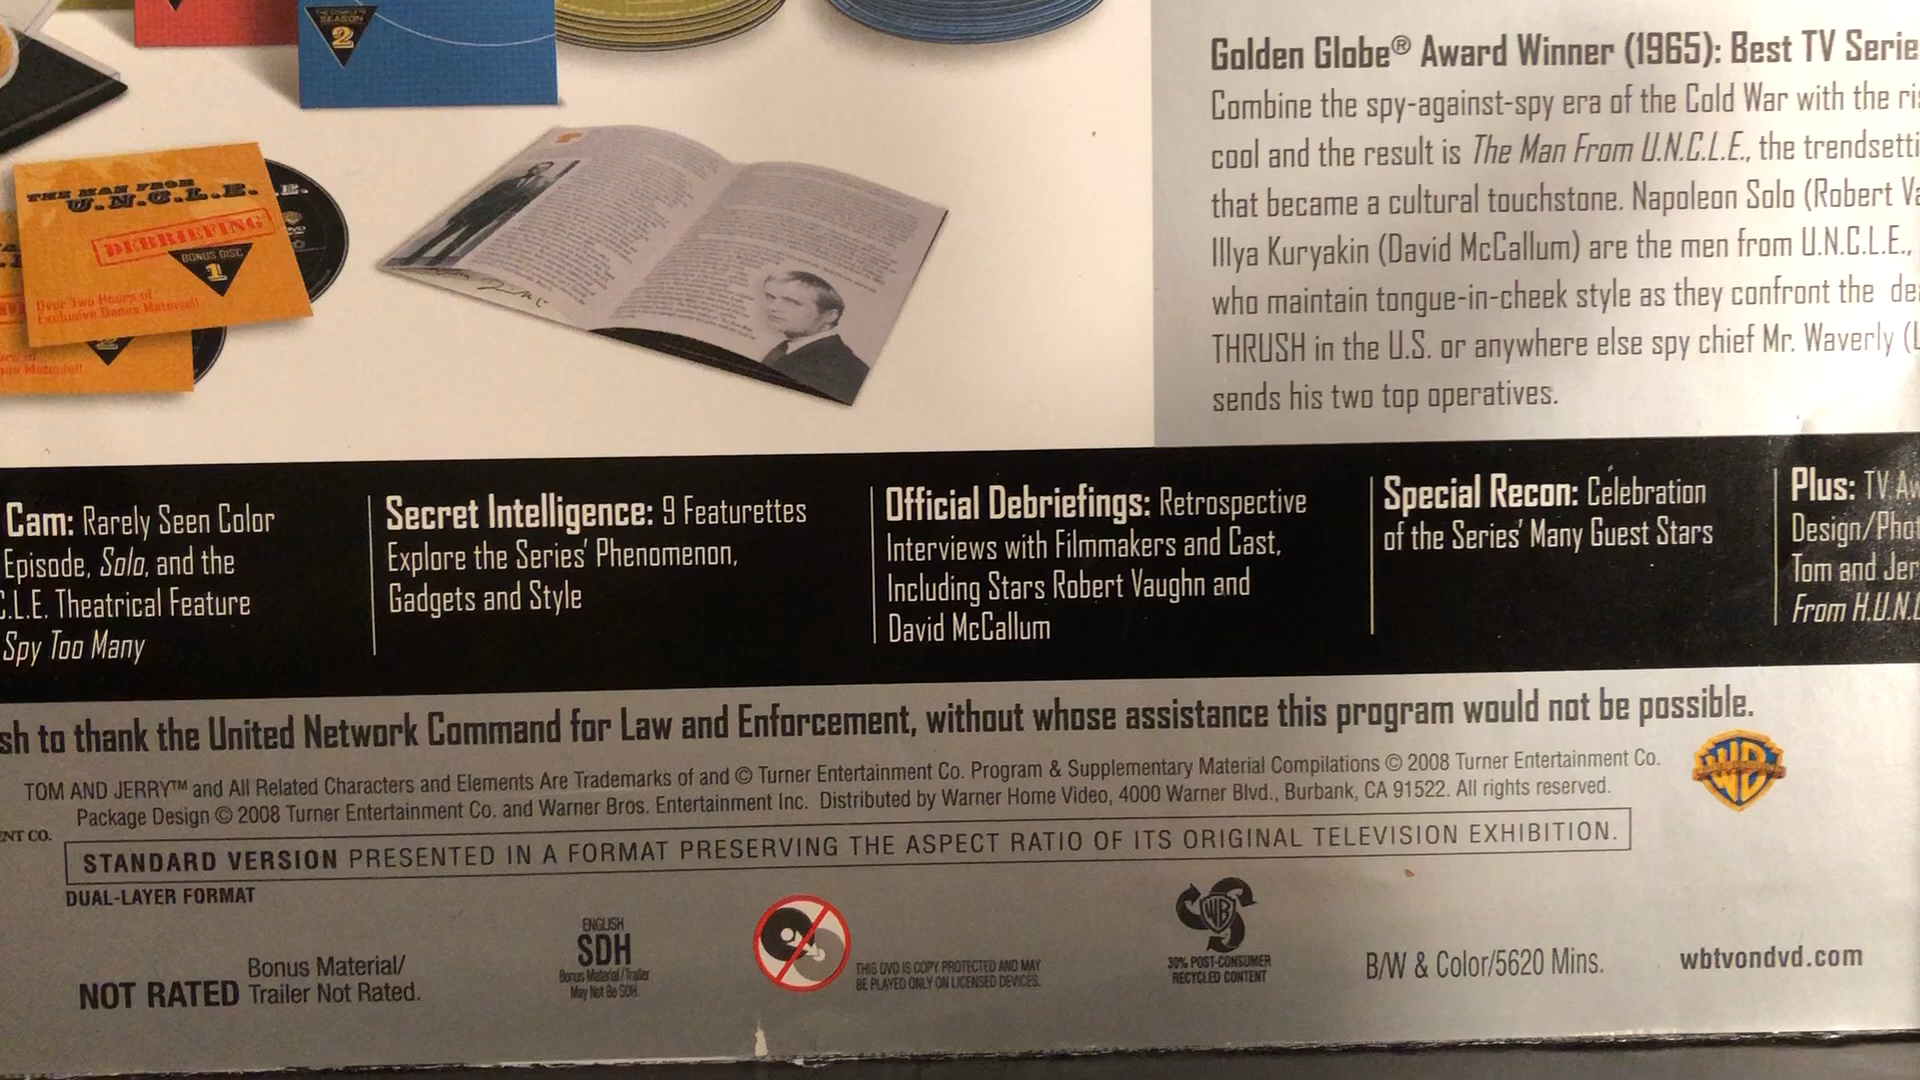 THE COMPLETE
SEASON
2
Golden Globe® Award Winner (1965): Best TV Serie
Combine the spy-against-spy era of the Cold War with the ri
cool and the result is The Man From U.N.C.L.E., the trendsetti
that became a cultural touchstone. Napoleon Solo (Robert Va
Illya Kuryakin (David McCallum) are the men from U.N.C.L.E.,
who maintain tongue-in-cheek style as they confront the de
THRUSH in the U.S. or anywhere else spy chief Mr. Waverly (L
sends his two top operatives.
THE MAN FROM
U.N.C.L.E.
DEBRIEFING
BONUS DISC
1
Over Two Hours of
Exclusive Bonus Material!
2
Cam: Rarely Seen Color
Episode, Solo, and the
C.L.E. Theatrical Feature
Spy Too Many
Secret Intelligence: 9 Featurettes
Explore the Series' Phenomenon,
Gadgets and Style
Official Debriefings: Retrospective
Interviews with Filmmakers and Cast,
Including Stars Robert Vaughn and
David McCallum
Special Recon: Celebration
of the Series' Many Guest Stars
Plus: TV Aw
Design/Phot
Tom and Jer
From H.U.N.G
sh to thank the United Network Command for Law and Enforcement, without whose assistance this program would not be possible.
TOM AND JERRY™ and All Related Characters and Elements Are Trademarks of and © Turner Entertainment Co. Program & Supplementary Material Compilations © 2008 Turner Entertainment Co.
Package Design © 2008 Turner Entertainment Co. and Warner Bros. Entertainment Inc. Distributed by Warner Home Video, 4000 Warner Blvd., Burbank, CA 91522. All rights reserved.
ENT CO.
WB
STANDARD VERSION PRESENTED IN A FORMAT PRESERVING THE ASPECT RATIO OF ITS ORIGINAL TELEVISION EXHIBITION.
DUAL-LAYER FORMAT
NOT RATED Bonus Material/
Trailer Not Rated.
ENGLISH
SDH
Bonus Material/Trailer
May Not Be SDH.
THIS DVD IS COPY PROTECTED AND MAY
BE PLAYED ONLY ON LICENSED DEVICES.
WB
30% POST-CONSUMER
RECYCLED CONTENT
B/W & Color/5620 Mins.
wbtvondvd.com